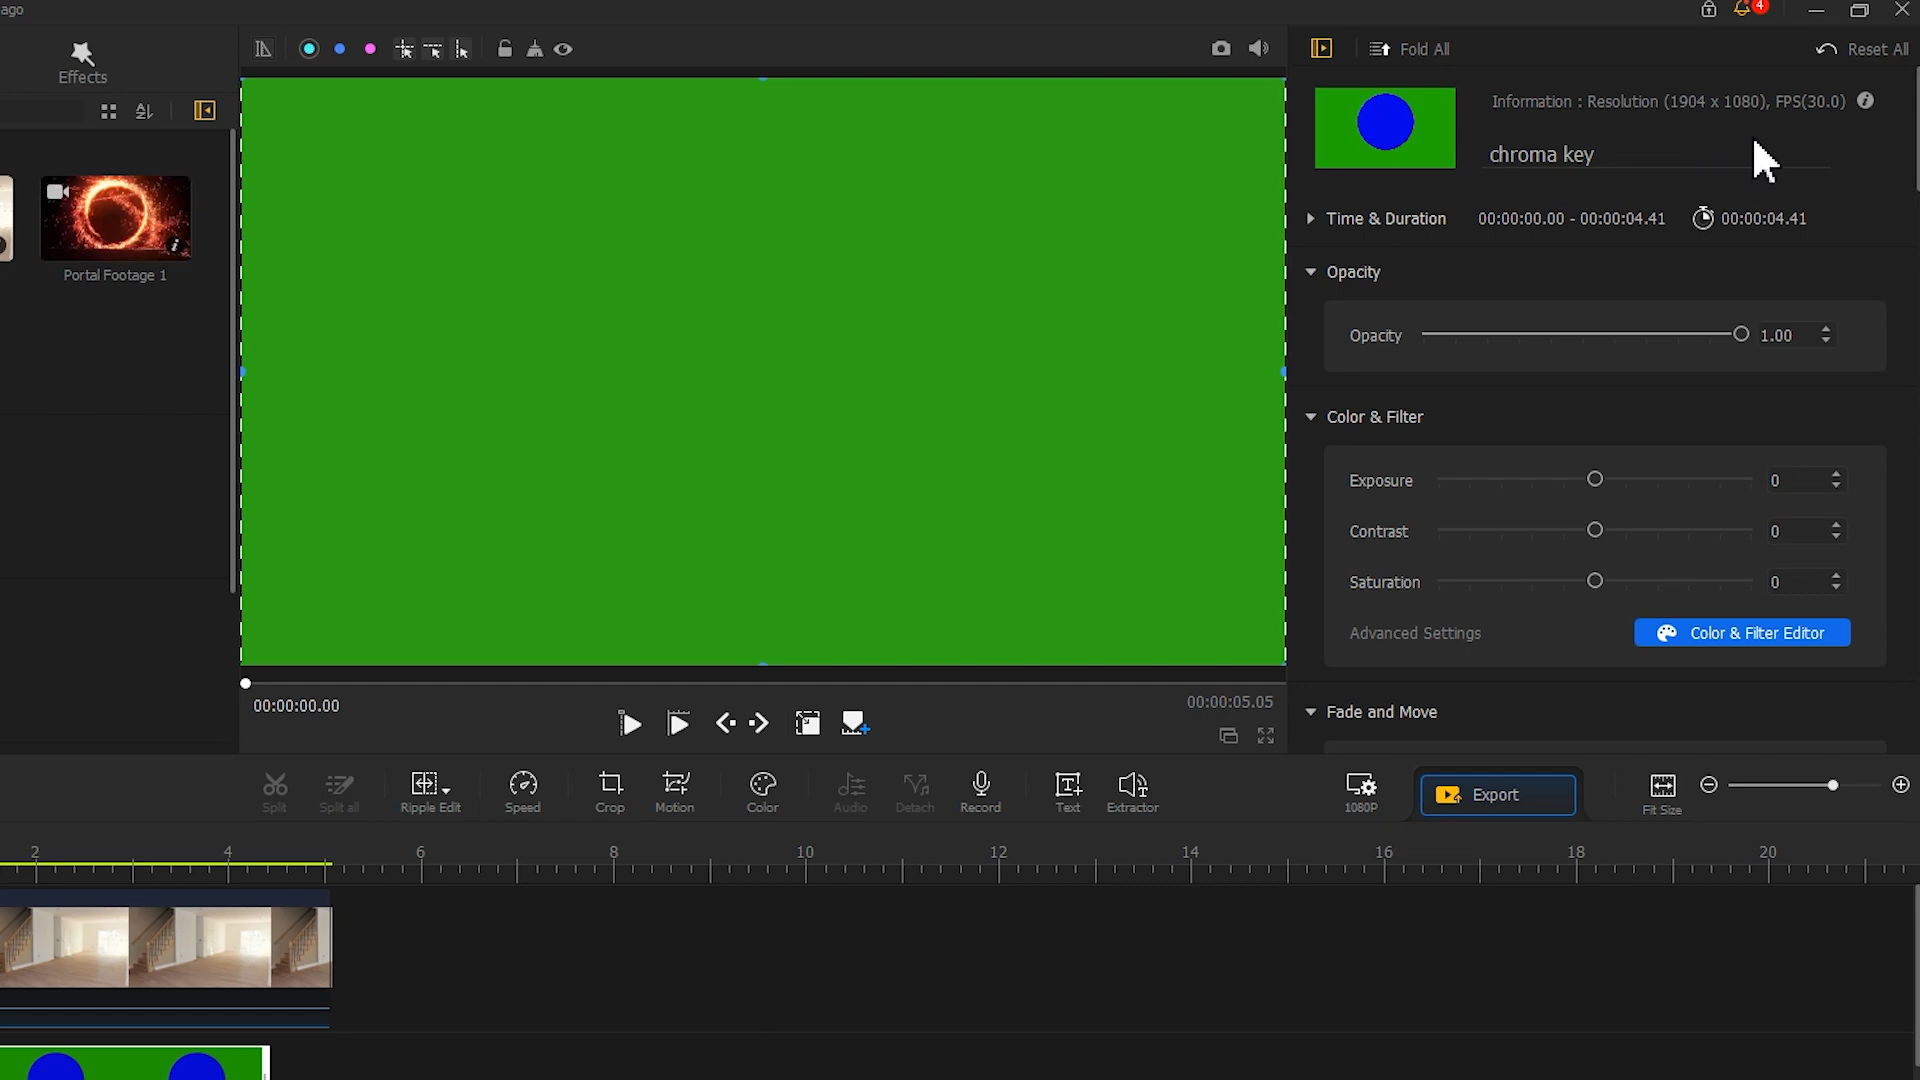 ago
4
Effects
Fold All
Reset All
Information : Resolution (1904 x 1080), FPS(30.0)
chroma key
Portal Footage 1
Time & Duration 00:00:00.00 - 00:00:04.41 00:00:04.41
Opacity
Opacity 1.00
Color & Filter
Exposure 0
Contrast 0
Saturation 0
Advanced Settings Color & Filter Editor
00:00:00.00
00:00:05.05
Fade and Move
Split
Split all
Ripple Edit
Speed
Crop
Motion
Color
Audio
Detach
Record
Text
Extractor
1080P
Export
Fit Size
2 4 6 8 10 12 14 16 18 20